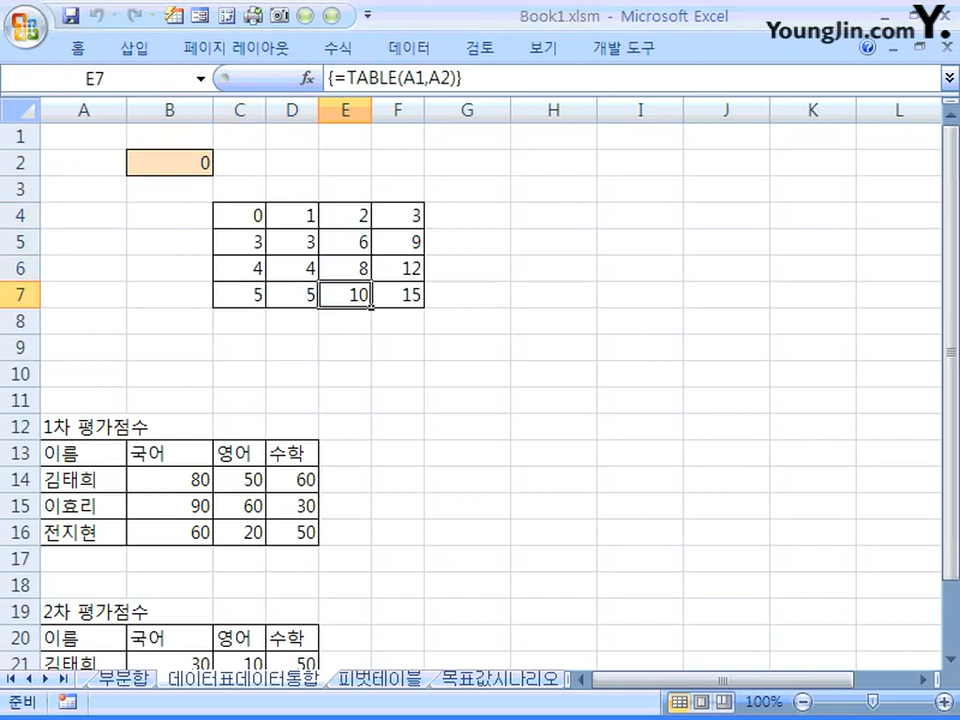 Book1.xlsm - Microsoft Excel
YoungJin.com Y.
홈 삽입 페이지 레이아웃 수식 데이터 검토 보기 개발 도구
E7 fx {=TABLE(A1,A2)}
A B C D E F G H I J K L
1
2 0
3
4 0 1 2 3
5 3 3 6 9
6 4 4 8 12
7 5 5 10 15
8
9
10
11
12 1차 평가점수
13 이름 국어 영어 수학
14 김태희 80 50 60
15 이효리 90 60 30
16 전지현 60 20 50
17
18
19 2차 평가점수
20 이름 국어 영어 수학
21 김태희 30 10 50
부분합 데이터표데이터통합 피벗테이블 목표값시나리오
준비 100%